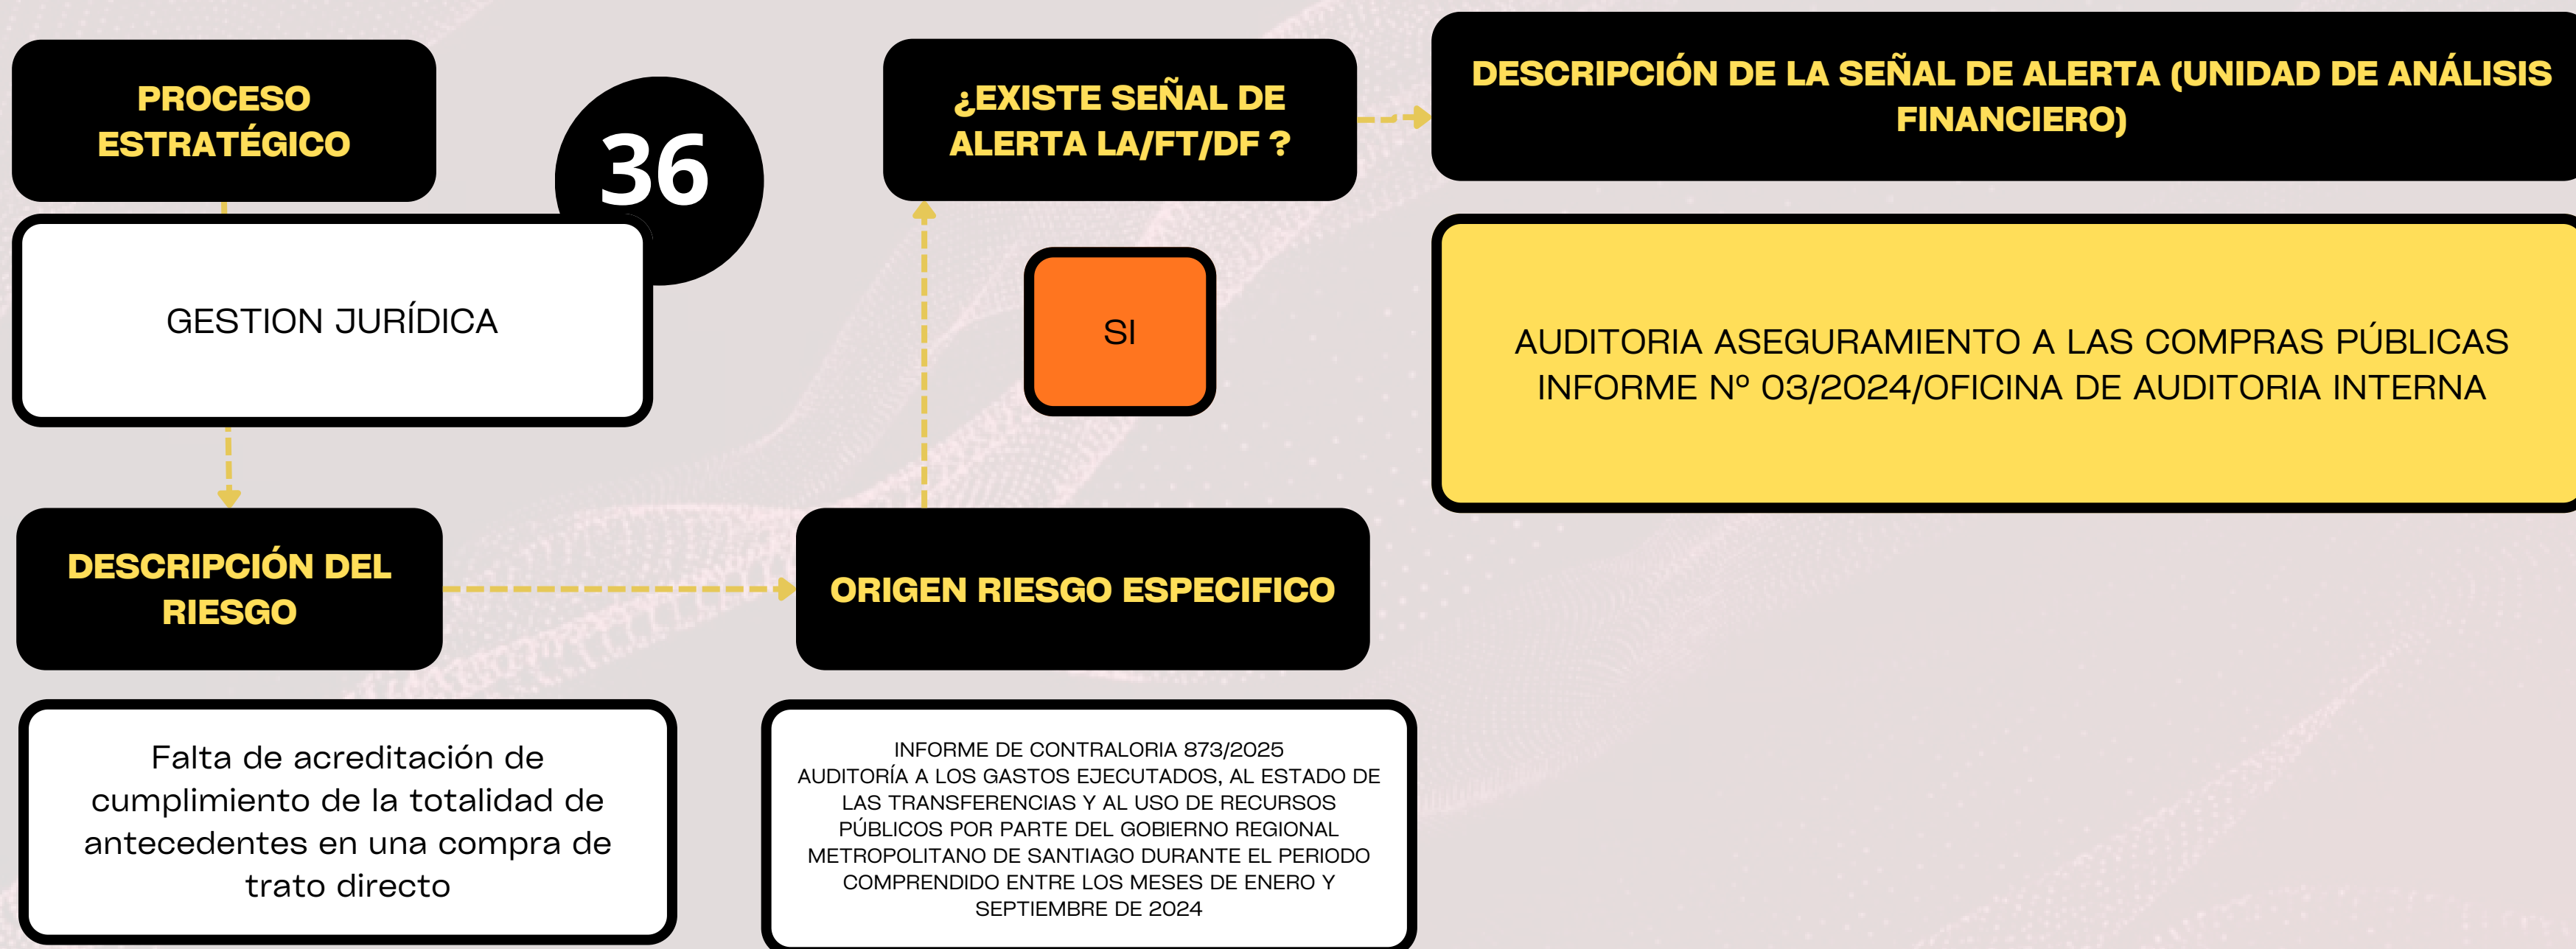 PROCESO
ESTRATÉGICO
36
GESTION JURÍDICA
DESCRIPCIÓN DEL
RIESGO
Falta de acreditación de
cumplimiento de la totalidad de
antecedentes en una compra de
trato directo
ORIGEN RIESGO ESPECIFICO
INFORME DE CONTRALORIA 873/2025
AUDITORÍA A LOS GASTOS EJECUTADOS, AL ESTADO DE
LAS TRANSFERENCIAS Y AL USO DE RECURSOS
PÚBLICOS POR PARTE DEL GOBIERNO REGIONAL
METROPOLITANO DE SANTIAGO DURANTE EL PERIODO
COMPRENDIDO ENTRE LOS MESES DE ENERO Y
SEPTIEMBRE DE 2024
¿EXISTE SEÑAL DE
ALERTA LA/FT/DF ?
SI
DESCRIPCIÓN DE LA SEÑAL DE ALERTA (UNIDAD DE ANÁLISIS
FINANCIERO)
AUDITORIA ASEGURAMIENTO A LAS COMPRAS PÚBLICAS
INFORME Nº 03/2024/OFICINA DE AUDITORIA INTERNA